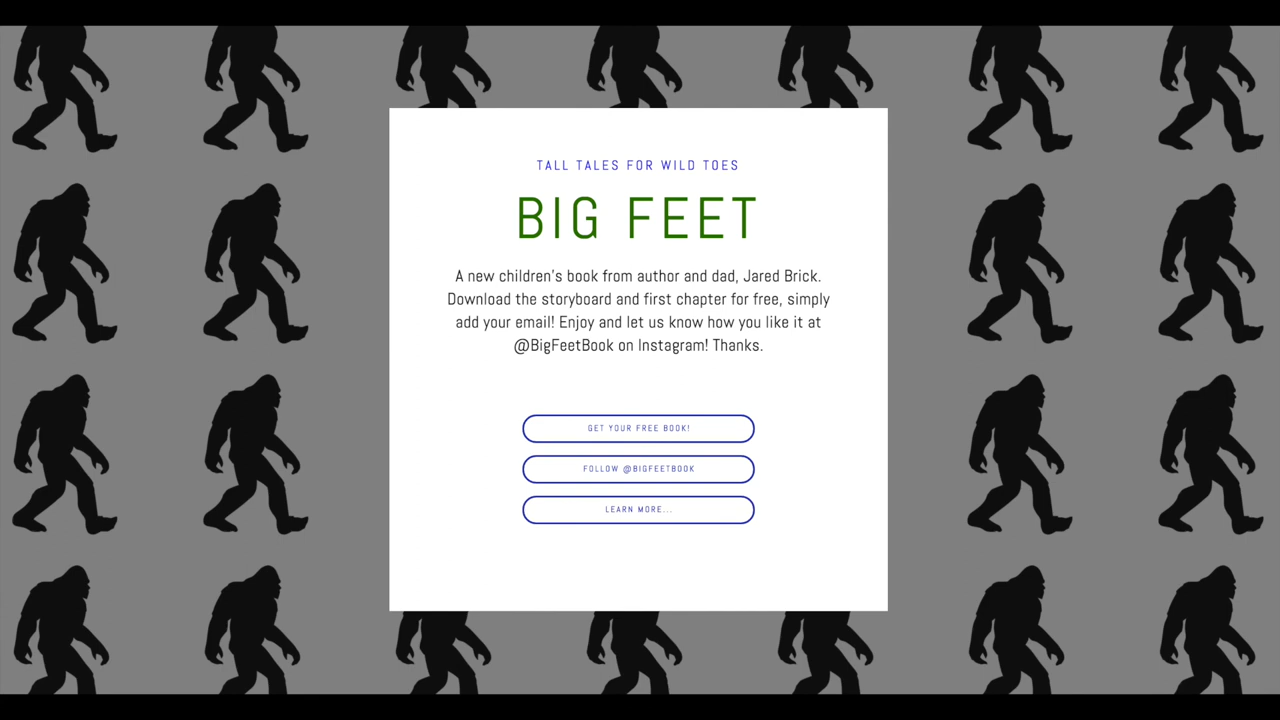 TALL TALES FOR WILD TOES
BIG FEET
A new children's book from author and dad, Jared Brick.
Download the storyboard and first chapter for free, simply
add your email! Enjoy and let us know how you like it at
@BigFeetBook on Instagram! Thanks.
GET YOUR FREE BOOK!
FOLLOW @BIGFEETBOOK
LEARN MORE...